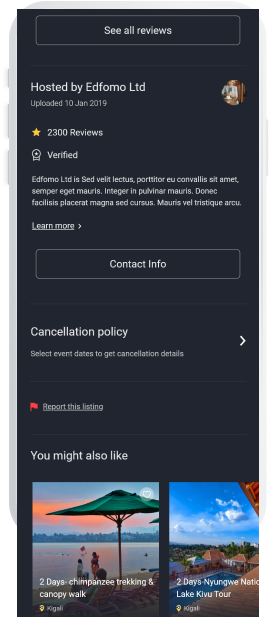 See all reviews
Hosted by Edfomo Ltd
Uploaded 10 Jan 2019
2300 Reviews
Verified
Edfomo Ltd is Sed velit lectus, porttitor eu convallis sit amet,
semper eget mauris. Integer in pulvinar mauris. Donec
facilisis placerat magna sed cursus. Mauris vel tristique arcu.
Learn more
Contact Info
Cancellation policy
Select event dates to get cancellation details
Report this listing
You might also like
2 Days- chimpanzee trekking &
canopy walk
Kigali
2 Days-Nyungwe Natio
Lake Kivu Tour
Kigali